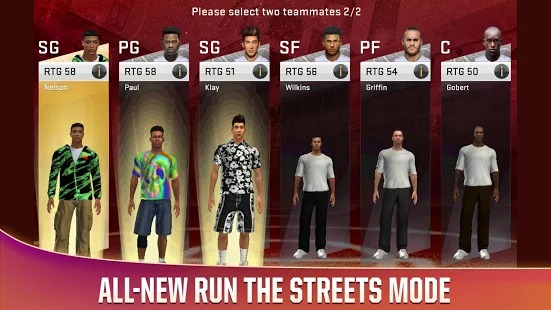 Please select two teammates 2/2
SG PG SG SF PF C
RTG 58 i RTG 58 i RTG 51 i RTG 56 i RTG 54 i RTG 50 i
Nelson Paul Klay Wilkins Griffin Gobert
ALL-NEW RUN THE STREETS MODE